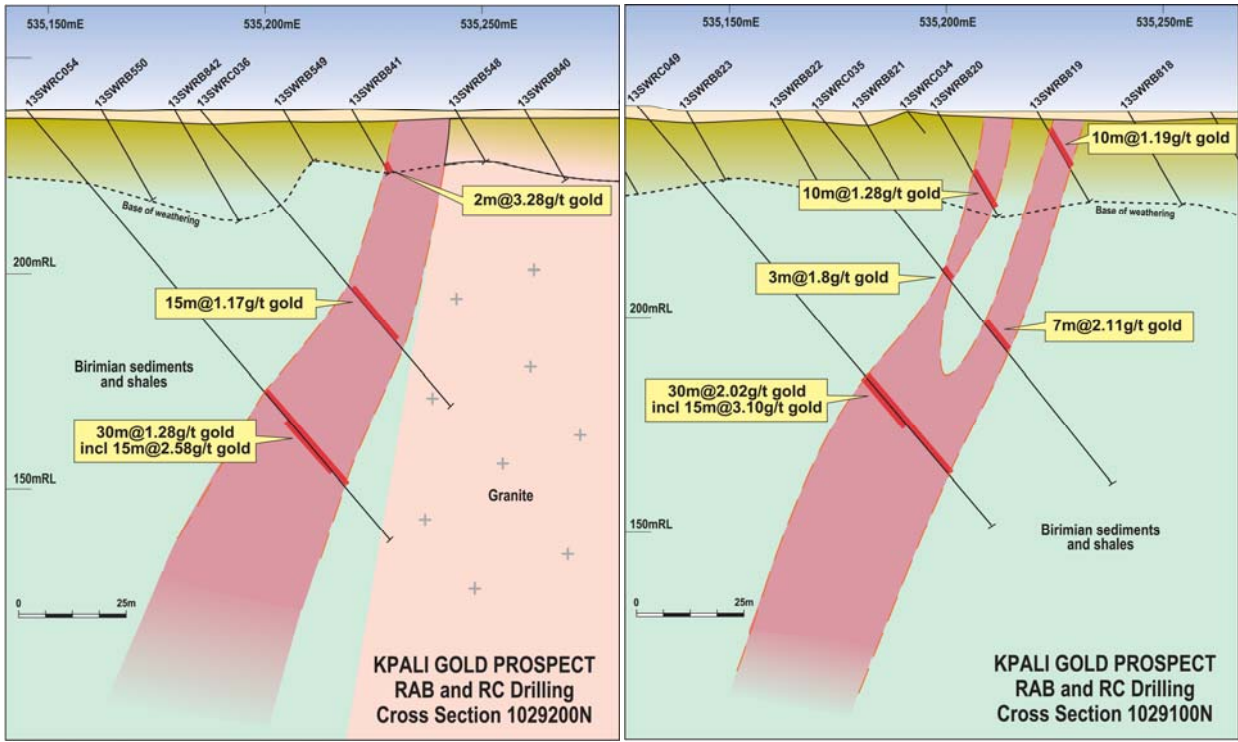 535,150mE
535,200mE
535,250mE
13SWRC054
13SWRB550
13SWRB842
13SWRC036
13SWRB549
13SWRB841
13SWRB548
13SWRB840
Base of weathering
2m@3.28g/t gold
200mRL
15m@1.17g/t gold
Birimian sediments
and shales
30m@1.28g/t gold
incl 15m@2.58g/t gold
150mRL
Granite
0
25m
KPALI GOLD PROSPECT
RAB and RC Drilling
Cross Section 1029200N
535,150mE
535,200mE
535,250mE
13SWRC049
13SWRB823
13SWRB822
13SWRC035
13SWRB821
13SWRC034
13SWRB820
13SWRB819
13SWRB818
10m@1.19g/t gold
10m@1.28g/t gold
Base of weathering
3m@1.8g/t gold
200mRL
7m@2.11g/t gold
30m@2.02g/t gold
incl 15m@3.10g/t gold
150mRL
Birimian sediments
and shales
0
25m
KPALI GOLD PROSPECT
RAB and RC Drilling
Cross Section 1029100N